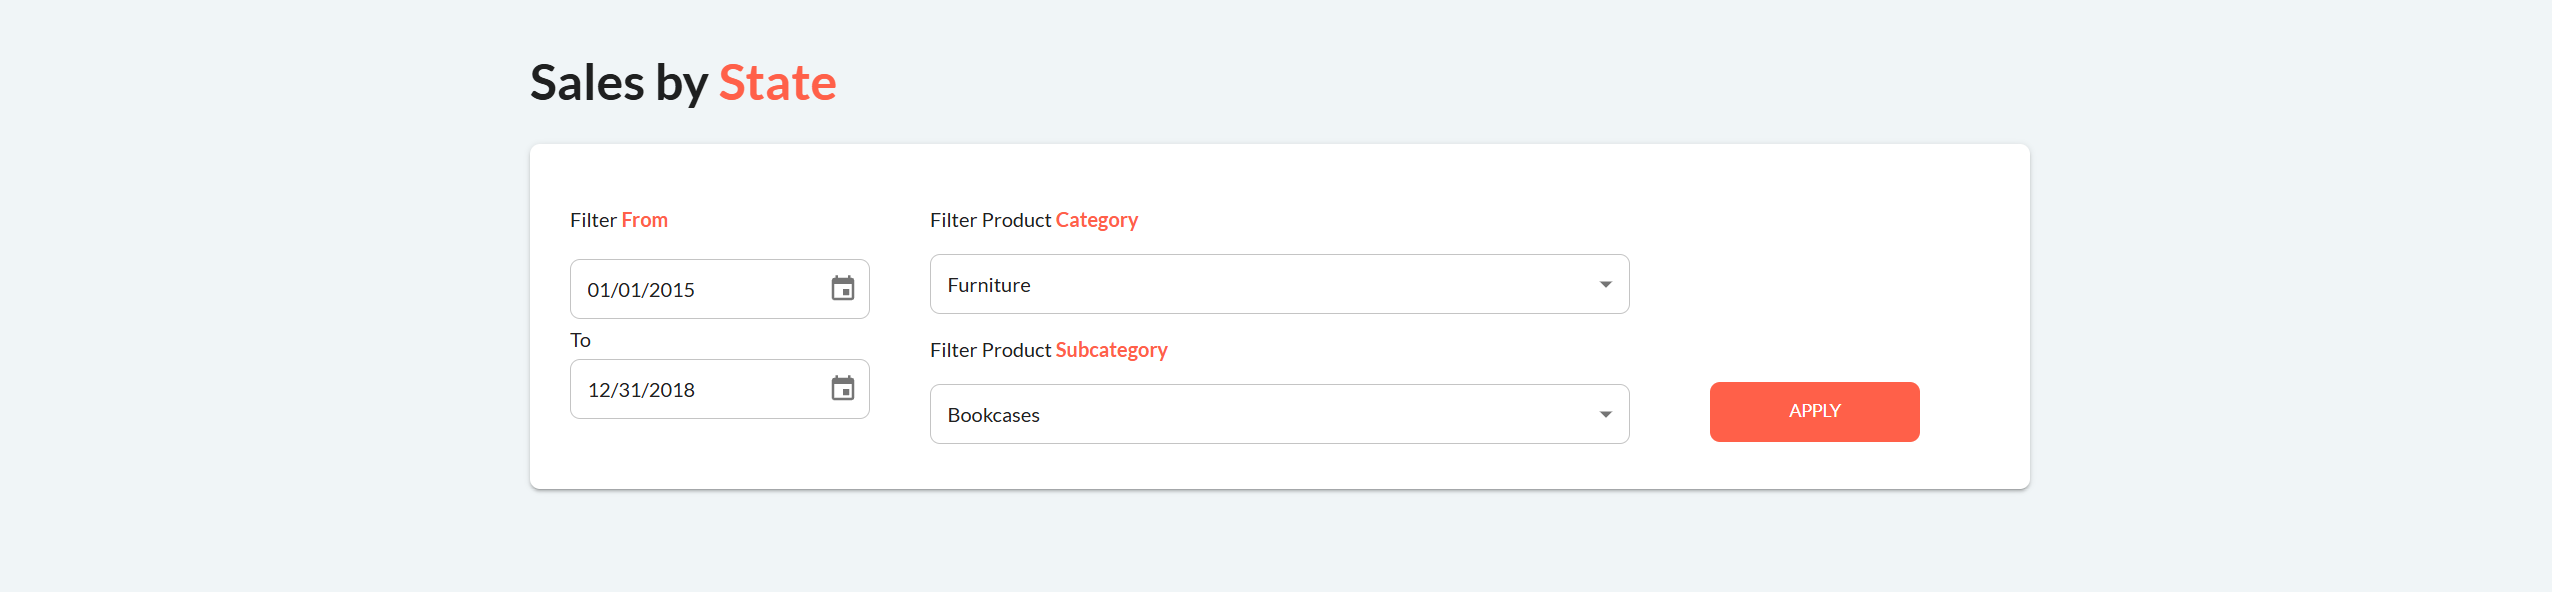 Sales by State
Filter From
01/01/2015
To
12/31/2018
Filter Product Category
Furniture
Filter Product Subcategory
Bookcases
APPLY